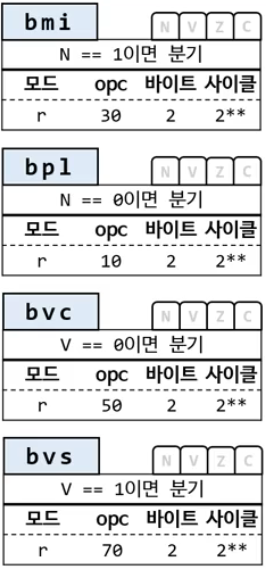 bmi N V Z C
N == 1이면 분기
모드 opc 바이트 사이클
r 30 2 2**
bpl N V Z C
N == 0이면 분기
모드 opc 바이트 사이클
r 10 2 2**
bvc N V Z C
V == 0이면 분기
모드 opc 바이트 사이클
r 50 2 2**
bvs N V Z C
V == 1이면 분기
모드 opc 바이트 사이클
r 70 2 2**